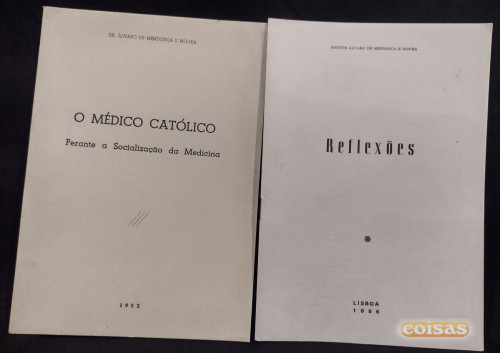 DR. ÁLVARO DE MENDONÇA E MOURA
O MÉDICO CATÓLICO
Perante a Socialização da Medicina
1953
DOUTOR ALVARO DE MENDONÇA E MOURA
Reflexões
LISBOA
1966
coisas